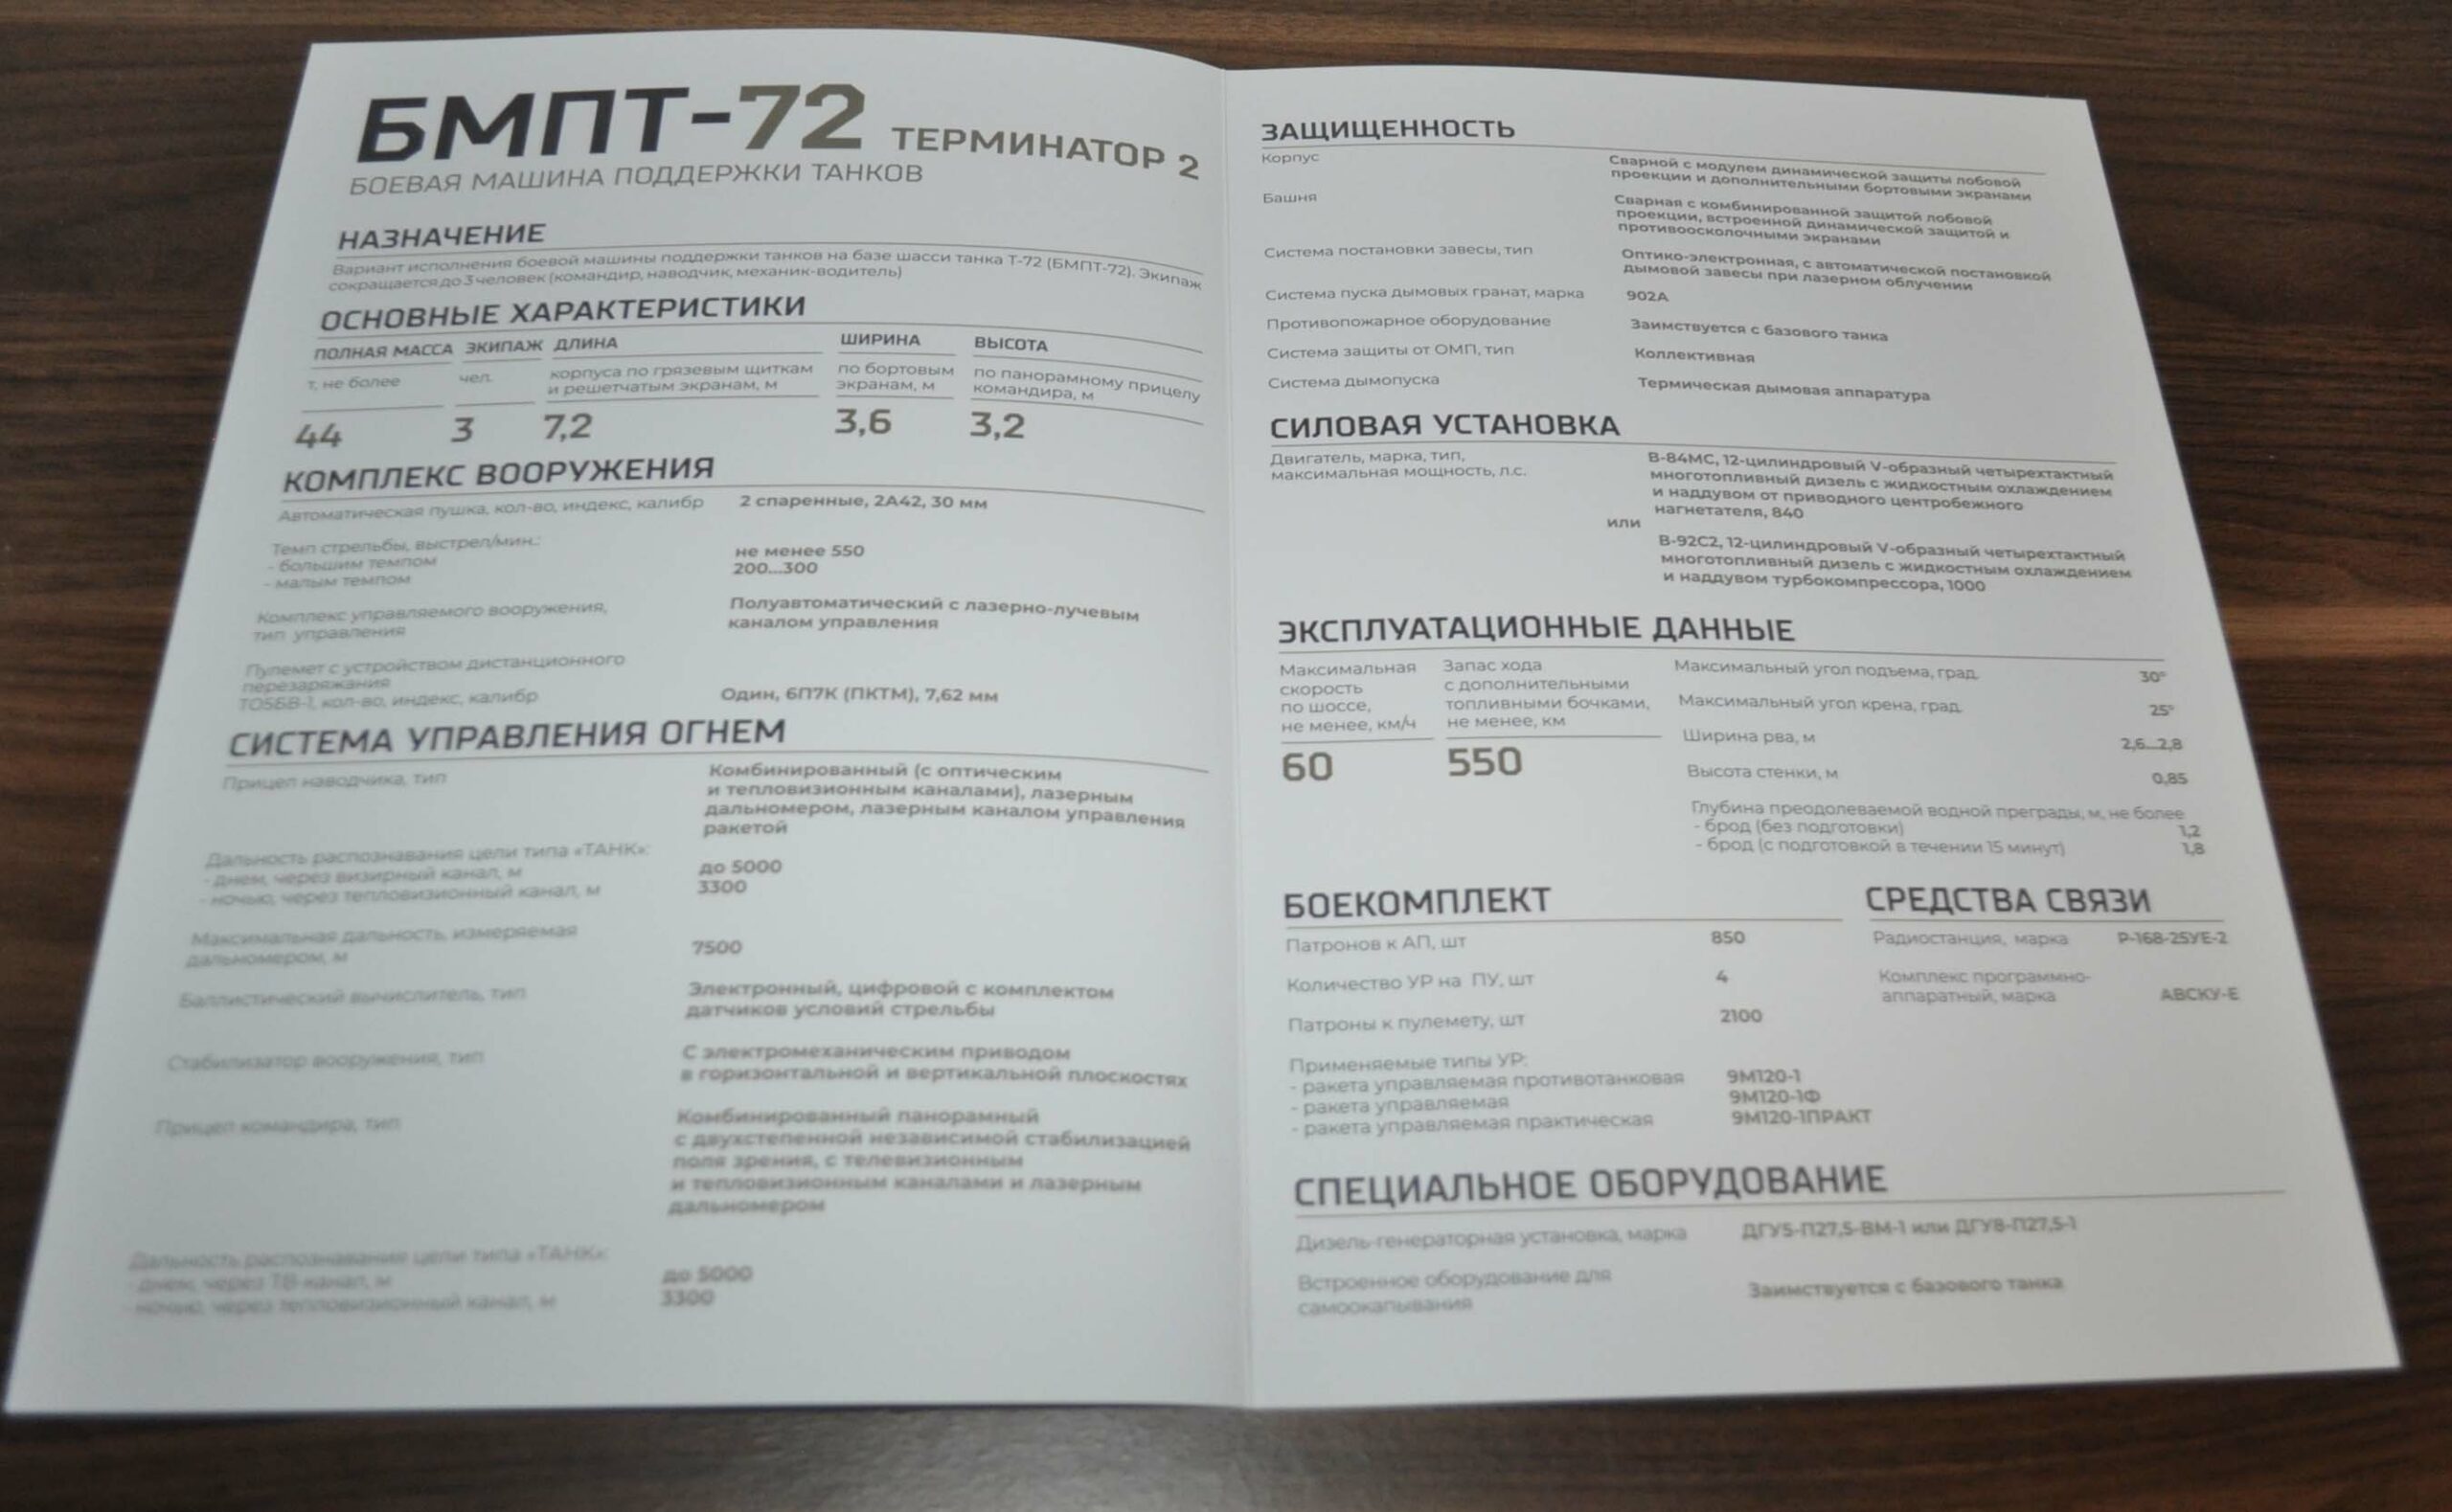 БМПТ-72 ТЕРМИНАТОР 2
БОЕВАЯ МАШИНА ПОДДЕРЖКИ ТАНКОВ
НАЗНАЧЕНИЕ
Вариант исполнения боевой машины поддержки танков на базе шасси танка Т-72 (БМПТ-72). Экипаж
сокращается до 3 человек (командир, наводчик, механик-водитель)
ОСНОВНЫЕ ХАРАКТЕРИСТИКИ
ПОЛНАЯ МАССА ЭКИПАЖ ДЛИНА ШИРИНА ВЫСОТА
т, не более чел. корпуса по грязевым щиткам по бортовым по панорамному прицелу
и решетчатым экранам, м экранам, м командира, м
44 3 7,2 3,6 3,2
КОМПЛЕКС ВООРУЖЕНИЯ
Автоматическая пушка, кол-во, индекс, калибр 2 спаренные, 2А42, 30 мм
Темп стрельбы, выстрел/мин.:
- большим темпом не менее 550
- малым темпом 200...300
Комплекс управляемого вооружения, Полуавтоматический с лазерно-лучевым
тип управления каналом управления
Пулемет с устройством дистанционного
перезаряжания
ТО56В-1, кол-во, индекс, калибр Один, 6П7К (ПКТМ), 7,62 мм
СИСТЕМА УПРАВЛЕНИЯ ОГНЕМ
Прицел наводчика, тип Комбинированный (с оптическим
и тепловизионным каналами), лазерным
дальномером, лазерным каналом управления
ракетой
Дальность распознавания цели типа «ТАНК»:
- днем, через визирный канал, м до 5000
- ночью, через тепловизионный канал, м 3300
Максимальная дальность, измеряемая
дальномером, м 7500
Баллистический вычислитель, тип Электронный, цифровой с комплектом
датчиков условий стрельбы
Стабилизатор вооружения, тип С электромеханическим приводом
в горизонтальной и вертикальной плоскостях
Прицел командира, тип Комбинированный панорамный
с двухстепенной независимой стабилизацией
поля зрения, с телевизионным
и тепловизионным каналами и лазерным
дальномером
Дальность распознавания цели типа «ТАНК»:
- днем, через ТВ-канал, м до 5000
- ночью, через тепловизионный канал, м 3300
ЗАЩИЩЕННОСТЬ
Корпус Сварной с модулем динамической защиты лобовой
проекции и дополнительными бортовыми экранами
Башня Сварная с комбинированной защитой лобовой
проекции, встроенной динамической защитой и
противоосколочными экранами
Система постановки завесы, тип Оптико-электронная, с автоматической постановкой
дымовой завесы при лазерном облучении
Система пуска дымовых гранат, марка 902А
Противопожарное оборудование Заимствуется с базового танка
Система защиты от ОМП, тип Коллективная
Система дымопуска Термическая дымовая аппаратура
СИЛОВАЯ УСТАНОВКА
Двигатель, марка, тип, В-84МС, 12-цилиндровый V-образный четырехтактный
максимальная мощность, л.с. многотопливный дизель с жидкостным охлаждением
и наддувом от приводного центробежного
нагнетателя, 840
или
В-92С2, 12-цилиндровый V-образный четырехтактный
многотопливный дизель с жидкостным охлаждением
и наддувом турбокомпрессора, 1000
ЭКСПЛУАТАЦИОННЫЕ ДАННЫЕ
Максимальная
скорость
по шоссе,
не менее, км/ч
60
Запас хода
с дополнительными
топливными бочками,
не менее, км
550
Максимальный угол подъема, град. 30°
Максимальный угол крена, град. 25°
Ширина рва, м 2,6...2,8
Высота стенки, м 0,85
Глубина преодолеваемой водной преграды, м, не более
- брод (без подготовки) 1,2
- брод (с подготовкой в течении 15 минут) 1,8
БОЕКОМПЛЕКТ
Патронов к АП, шт 850
Количество УР на ПУ, шт 4
Патроны к пулемету, шт 2100
Применяемые типы УР:
- ракета управляемая противотанковая 9М120-1
- ракета управляемая 9М120-1Ф
- ракета управляемая практическая 9М120-1ПРАКТ
СРЕДСТВА СВЯЗИ
Радиостанция, марка Р-168-25УЕ-2
Комплекс программно-
аппаратный, марка АВСКУ-Е
СПЕЦИАЛЬНОЕ ОБОРУДОВАНИЕ
Дизель-генераторная установка, марка ДГУ5-П27,5-ВМ-1 или ДГУ8-П27,5-1
Встроенное оборудование для
самоокапывания Заимствуется с базового танка